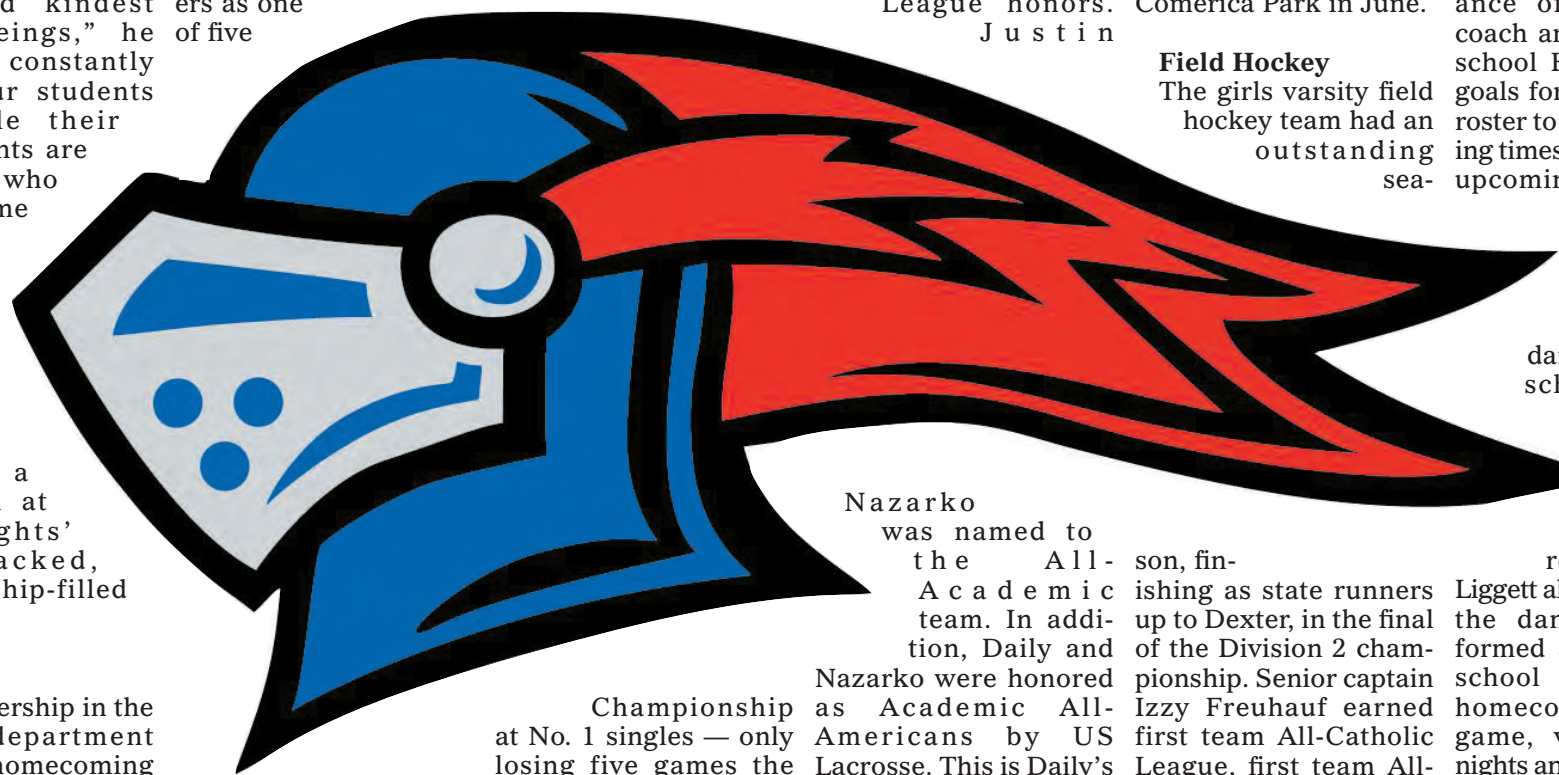 d kindest
eings,” he
constantly
ur students
le their
nts are
who
me
a
at
ghts’
acked,
hip-filled
ership in the
department
homecoming
ers as one
of five
Championship
at No. 1 singles — only
losing five games the
League honors.
Justin
Nazarko
was named to
the All-
Academic
team. In addi-
tion, Daily and
Nazarko were honored
as Academic All-
Americans by US
Lacrosse. This is Daily’s
Comerica Park in June.
Field Hockey
The girls varsity field
hockey team had an
outstanding
sea-
son, fin-
ishing as state runners
up to Dexter, in the final
of the Division 2 cham-
pionship. Senior captain
Izzy Freuhauf earned
first team All-Catholic
League, first team All-
ance of
coach an
school
goals for
roster to
ing times
upcomin
da
sch
Liggett al
the dan
formed
school
homeco
game,
nights an